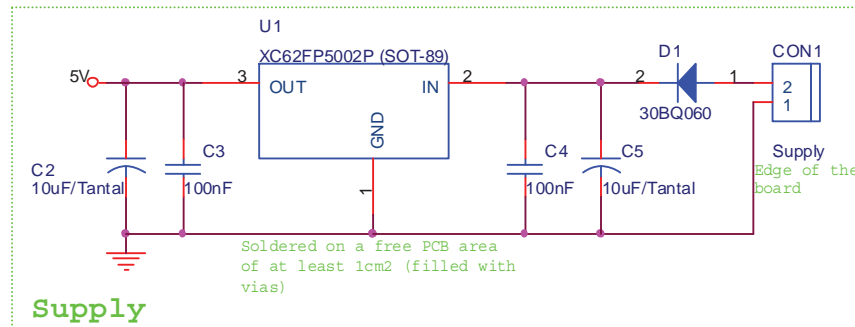 U1
XC62FP5002P (SOT-89)
D1
CON1
5V
3
OUT
IN
2
2
1
2
1
30BQ060
GND
C3
C4
C5
Supply
C2
10uF/Tantal
100nF
1
100nF
10uF/Tantal
Edge of the
board
Soldered on a free PCB area
of at least 1cm2 (filled with
vias)
Supply